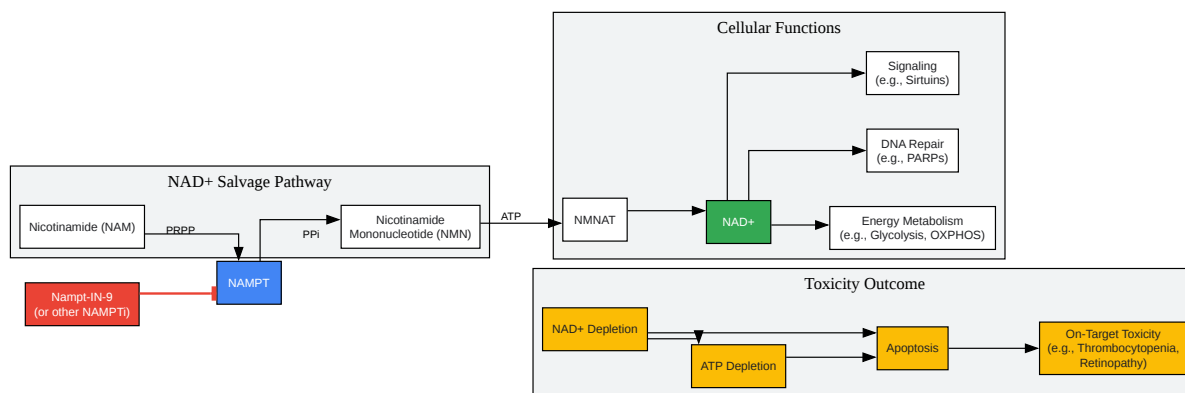 Cellular Functions
Signaling
(e.g., Sirtuins)
DNA Repair
(e.g., PARPs)
NAD+ Salvage Pathway
Nicotinamide (NAM)
PRPP
PPi
Nicotinamide
Mononucleotide (NMN)
ATP
NMNAT
NAD+
Energy Metabolism
(e.g., Glycolysis, OXPHOS)
NAMPT
Nampt-IN-9
(or other NAMPTi)
Toxicity Outcome
NAD+ Depletion
ATP Depletion
Apoptosis
On-Target Toxicity
(e.g., Thrombocytopenia,
Retinopathy)